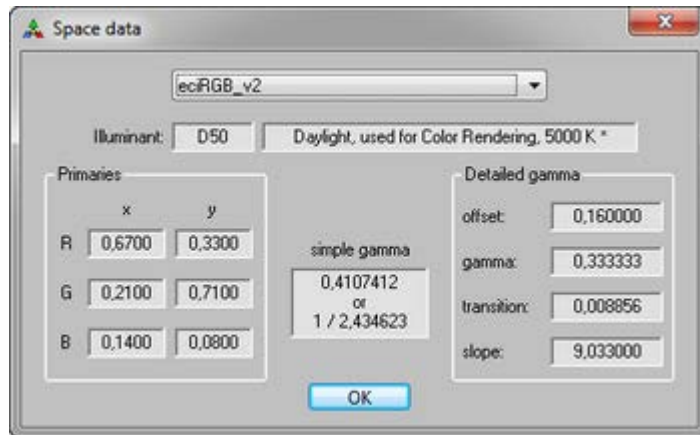 Space data
eciRGB_v2
Illuminant: D50 Daylight, used for Color Rendering, 5000 K *
Primaries
x y
R 0,6700 0,3300
G 0,2100 0,7100
B 0,1400 0,0800
simple gamma
0,4107412
or
1 / 2,434623
Detailed gamma
offset: 0,160000
gamma: 0,333333
transition: 0,008856
slope: 9,033000
OK